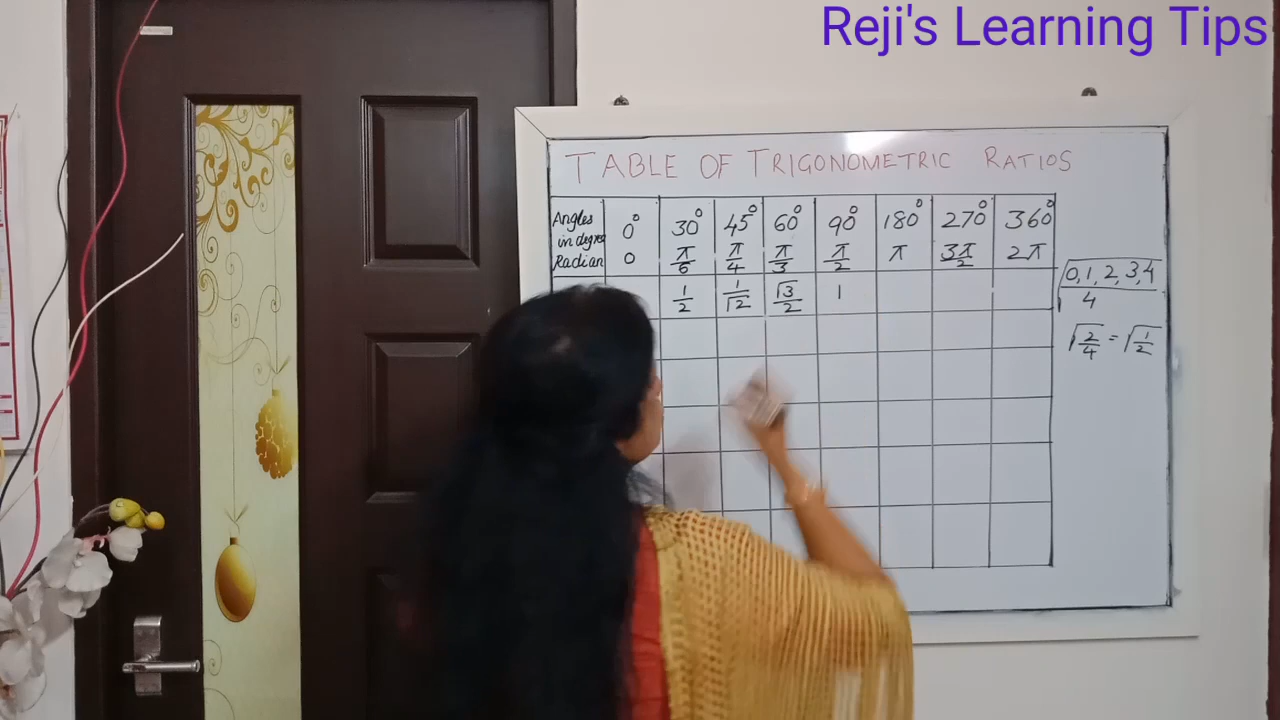 Reji's Learning Tips
TABLE OF TRIGONOMETRIC RATIOS
Angles in degree 0° 30° 45° 60° 90° 180° 270° 360°
Radian 0 π/6 π/4 π/3 π/2 π 3π/2 2π
1/2 1/√2 √3/2 1
√(0,1,2,3,4/4)
√(2/4) = √(1/2)